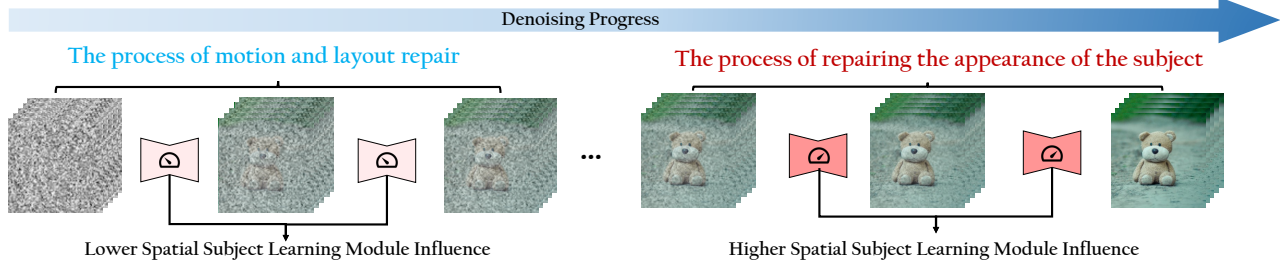 Denoising Progress
The process of motion and layout repair
The process of repairing the appearance of the subject
...
Lower Spatial Subject Learning Module Influence
Higher Spatial Subject Learning Module Influence